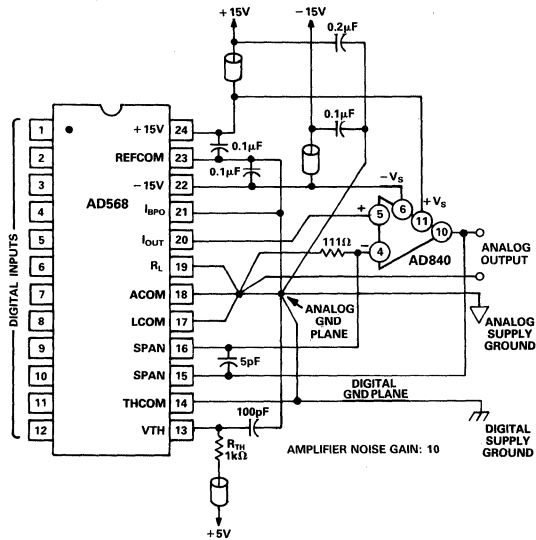 +15V
-15V
0.2µF
0.1µF
1
2
3
4
5
6
7
8
9
10
11
12
DIGITAL INPUTS
AD568
+15V 24
REFCOM 23
-15V 22
IBPO 21
IOUT 20
RL 19
ACOM 18
LCOM 17
SPAN 16
SPAN 15
THCOM 14
VTH 13
0.1µF
0.1µF
-VS
+VS
+ 5
6
11
10
- 4
AD840
111Ω
ANALOG
OUTPUT
ANALOG
GND
PLANE
ANALOG
SUPPLY
GROUND
5pF
DIGITAL
GND PLANE
100pF
RTH
1kΩ
+5V
AMPLIFIER NOISE GAIN: 10
DIGITAL
SUPPLY
GROUND